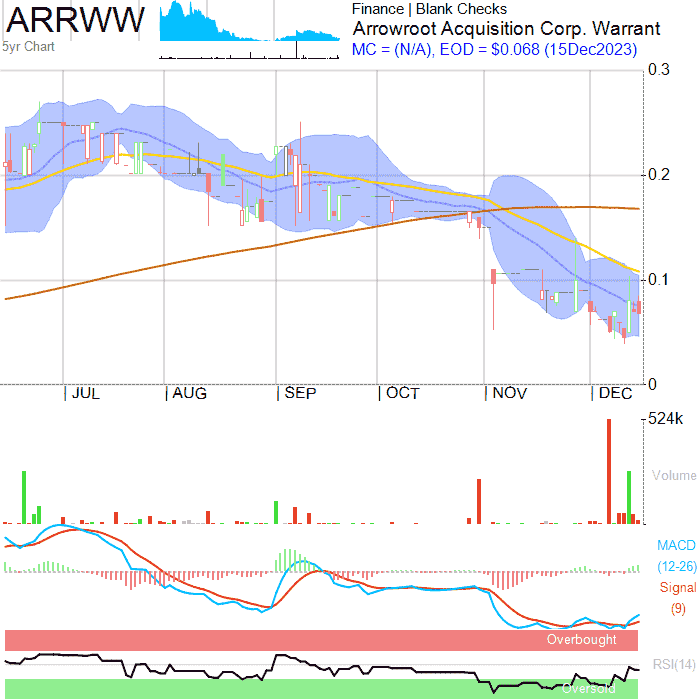 ARRWW
5yr Chart
Finance | Blank Checks
Arrowroot Acquisition Corp. Warrant
MC = (N/A), EOD = $0.068 (15Dec2023)
0.3
0.2
0.1
0
JUL AUG SEP OCT NOV DEC
524k
Volume
MACD
(12-26)
Signal
(9)
Overbought
RSI(14)
Oversold